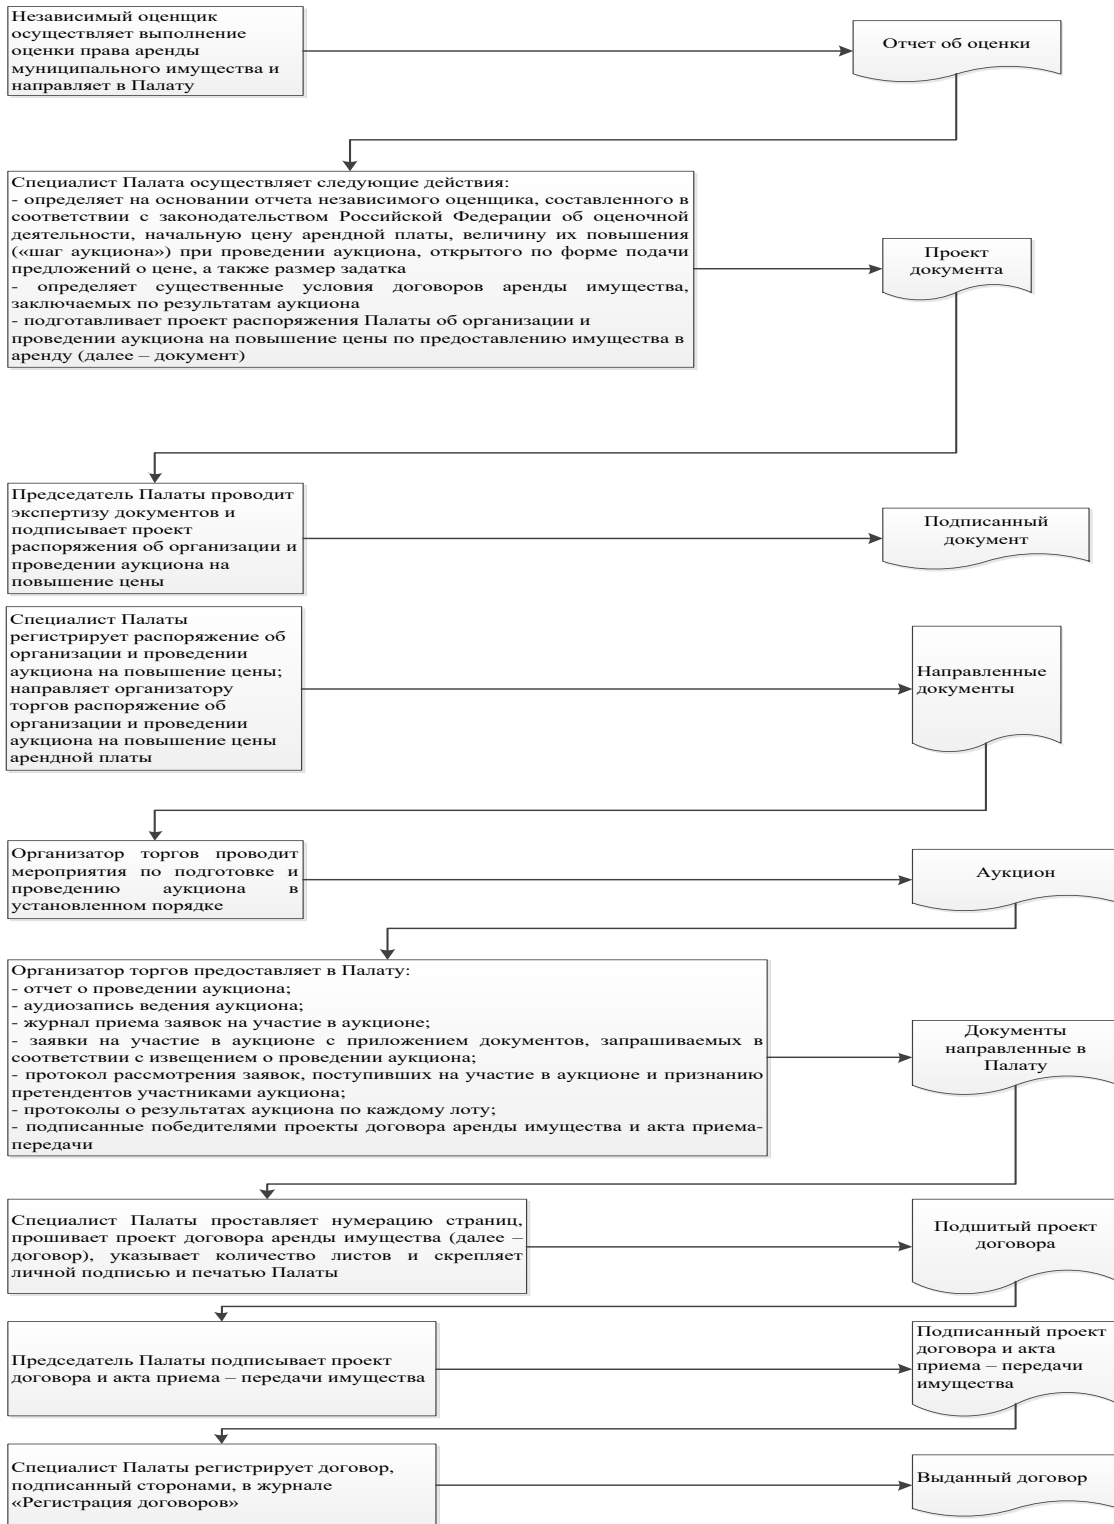 Независимый оценщик
осуществляет выполнение
оценки права аренды
муниципального имущества и
направляет в Палату
Отчет об оценки
Специалист Палата осуществляет следующие действия:
- определяет на основании отчета независимого оценщика, составленного в
соответствии с законодательством Российской Федерации об оценочной
деятельности, начальную цену арендной платы, величину их повышения
(«шаг аукциона») при проведении аукциона, открытого по форме подачи
предложений о цене, а также размер задатка
- определяет существенные условия договоров аренды имущества,
заключаемых по результатам аукциона
- подготавливает проект распоряжения Палаты об организации и
проведении аукциона на повышение цены по предоставлению имущества в
аренду (далее – документ)
Проект
документа
Председатель Палаты проводит
экспертизу документов и
подписывает проект
распоряжения об организации и
проведении аукциона на
повышение цены
Подписанный
документ
Специалист Палаты
регистрирует распоряжение об
организации и проведении
аукциона на повышение цены;
направляет организатору
торгов распоряжение об
организации и проведении
аукциона на повышение цены
арендной платы
Направленные
документы
Организатор торгов проводит
мероприятия по подготовке и
проведению аукциона в
установленном порядке
Аукцион
Организатор торгов предоставляет в Палату:
- отчет о проведении аукциона;
- аудиозапись ведения аукциона;
- журнал приема заявок на участие в аукционе;
- заявки на участие в аукционе с приложением документов, запрашиваемых в
соответствии с извещением о проведении аукциона;
- протокол рассмотрения заявок, поступивших на участие в аукционе и признанию
претендентов участниками аукциона;
- протоколы о результатах аукциона по каждому лоту;
- подписанные победителями проекты договора аренды имущества и акта приема-
передачи
Документы
направленные в
Палату
Специалист Палаты проставляет нумерацию страниц,
прошивает проект договора аренды имущества (далее –
договор), указывает количество листов и скрепляет
личной подписью и печатью Палаты
Подшитый проект
договора
Председатель Палаты подписывает проект
договора и акта приема – передачи имущества
Подписанный проект
договора и акта
приема – передачи
имущества
Специалист Палаты регистрирует договор,
подписанный сторонами, в журнале
«Регистрация договоров»
Выданный договор